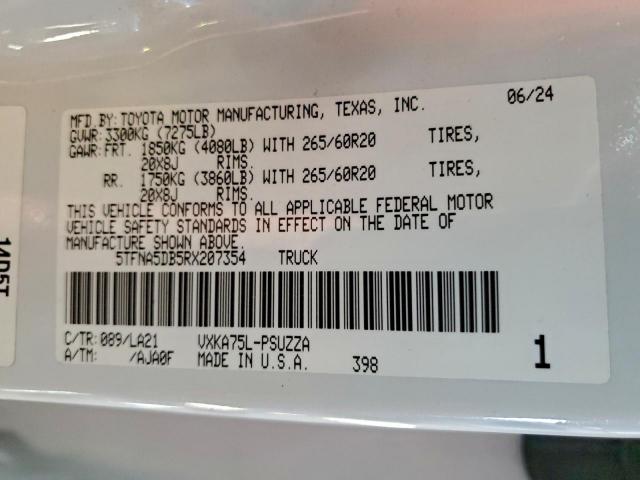 MFD BY: TOYOTA MOTOR MANUFACTURING, TEXAS, INC. 06/24
GVWR: 3300KG (7275LB)
GAWR: FRT. 1850KG (4080LB) WITH 265/60R20 TIRES,
20X8J RIMS.
RR. 1750KG (3860LB) WITH 265/60R20 TIRES,
20X8J RIMS.
THIS VEHICLE CONFORMS TO ALL APPLICABLE FEDERAL MOTOR
VEHICLE SAFETY STANDARDS IN EFFECT ON THE DATE OF
MANUFACTURE SHOWN ABOVE.
5TFNA5DB5RX207354 TRUCK
C/TR: 089/LA21 VXKA75L-PSUZZA
A/TM: /AJA0F MADE IN U.S.A. 398 1
14D5T